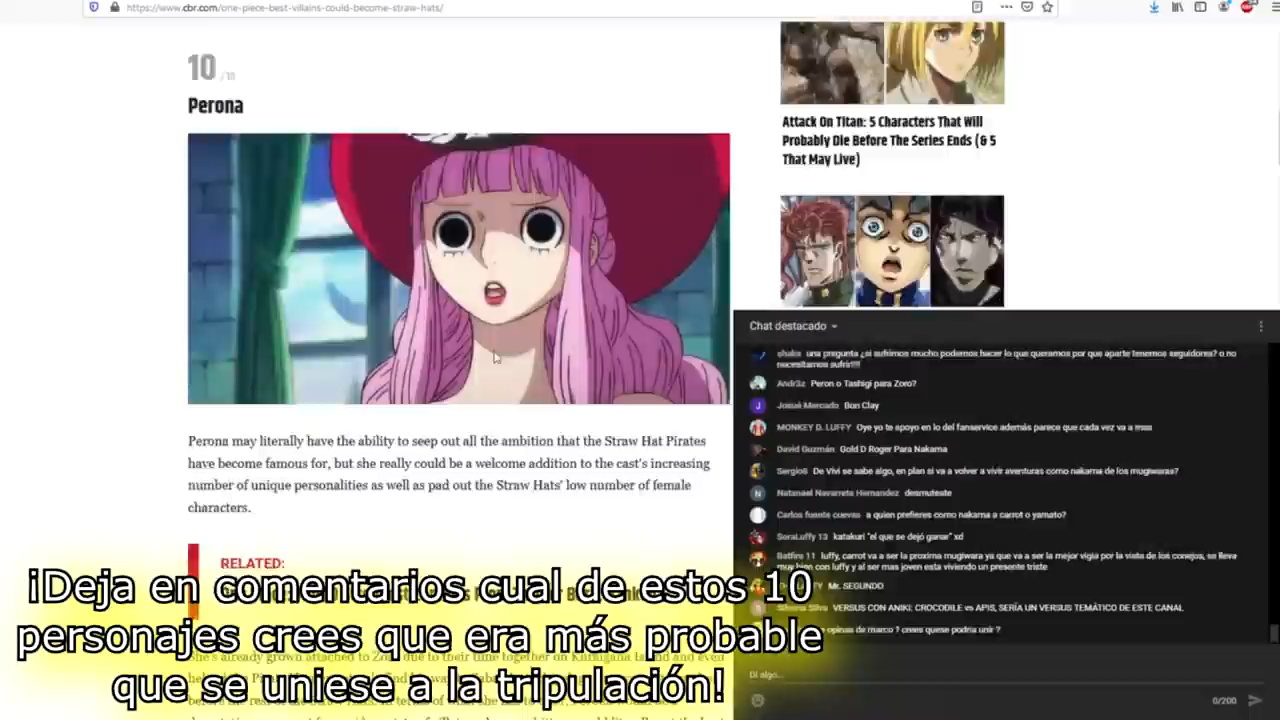 https://www.cbr.com/one-piece-best-villains-could-become-straw-hats/
10 /10
Perona
Perona may literally have the ability to seep out all the ambition that the Straw Hat Pirates
have become famous for, but she really could be a welcome addition to the cast's increasing
number of unique personalities as well as pad out the Straw Hats' low number of female
characters.
RELATED:
Attack On Titan: 5 Characters That Will
Probably Die Before The Series Ends (& 5
That May Live)
Chat destacado
shaks una pregunta ¿si sufrimos mucho podemos hacer lo que queramos por que aparte tenemos seguidores? o no
necesitamos sufrir!!!!
Andr3z Peron o Tashigi para Zoro?
Josué Mercado Bon Clay
MONKEY D. LUFFY Oye yo te apoyo en lo del fanservice además parece que cada vez va a mas
David Guzmán Gold D Roger Para Nakama
Sergio8 De Vivi se sabe algo, en plan si va a volver a vivir aventuras como nakama de los mugiwaras?
Natanael Navarrete Hernandez desmuteate
Carlos fuente cuevas a quien prefieres como nakama a carrot o yamato?
SoraLuffy 13 katakuri "el que se dejó ganar" xd
Batfire 11 luffy, carrot va a ser la proxima mugiwara ya que va a ser la mejor vigia por la vista de los conejos, se lleva
muy bien con luffy y al ser mas joven esta viviendo un presente triste
Mr. SEGUNDO
Silva VERSUS CON ANIKI: CROCODILE vs APIS, SERÍA UN VERSUS TEMÁTICO DE ESTE CANAL
opinas de marco ? crees quese podria unir ?
Di algo...
0/200
¡Deja en comentarios cual de estos 10
personajes crees que era más probable
que se uniese a la tripulación!